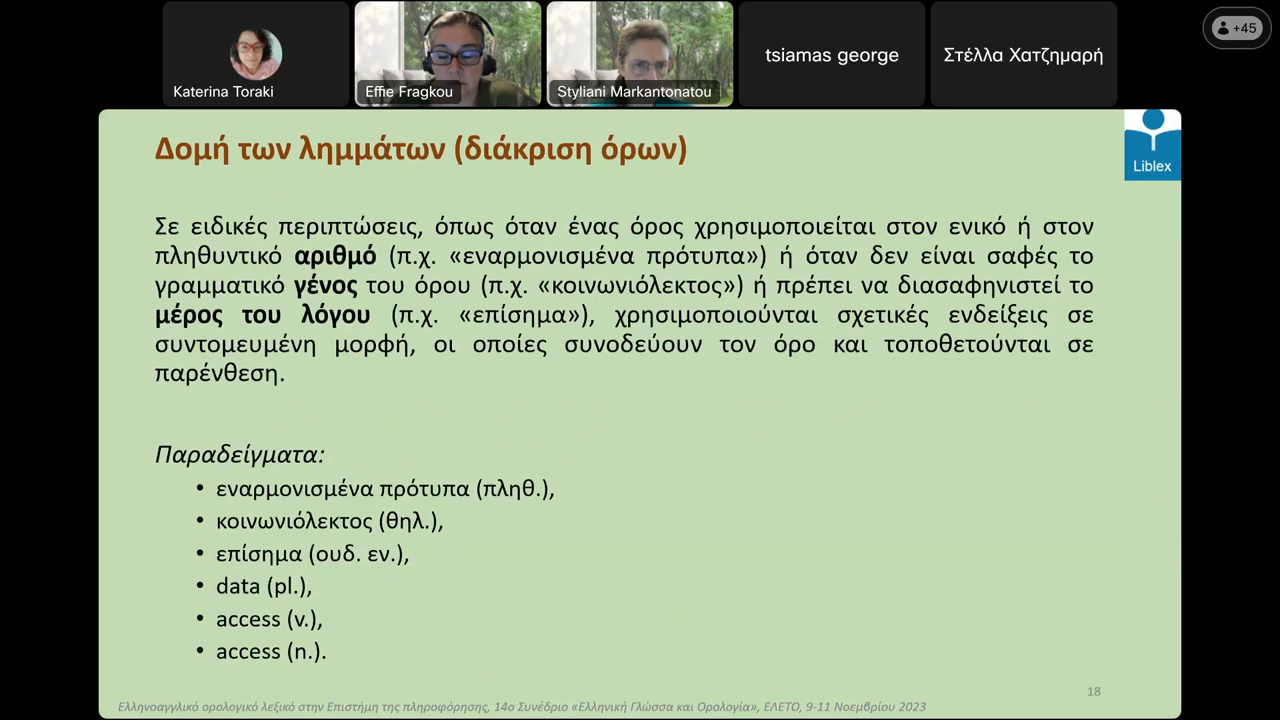 +45
tsiamas george
Στέλλα Χατζημαρή
Katerina Toraki
Effie Fragkou
Styliani Markantonatou
Δομή των λημμάτων (διάκριση όρων)
Liblex
Σε ειδικές περιπτώσεις, όπως όταν ένας όρος χρησιμοποιείται στον ενικό ή στον
πληθυντικό αριθμό (π.χ. «εναρμονισμένα πρότυπα») ή όταν δεν είναι σαφές το
γραμματικό γένος του όρου (π.χ. «κοινωνιόλεκτος») ή πρέπει να διασαφηνιστεί το
μέρος του λόγου (π.χ. «επίσημα»), χρησιμοποιούνται σχετικές ενδείξεις σε
συντομευμένη μορφή, οι οποίες συνοδεύουν τον όρο και τοποθετούνται σε
παρένθεση.
Παραδείγματα:
• εναρμονισμένα πρότυπα (πληθ.),
• κοινωνιόλεκτος (θηλ.),
• επίσημα (ουδ. εν.),
• data (pl.),
• access (v.),
• access (n.).
18
Ελληνοαγγλικό ορολογικό λεξικό στην Επιστήμη της πληροφόρησης, 14ο Συνέδριο «Ελληνική Γλώσσα και Ορολογία», ΕΛΕΤΟ, 9-11 Νοεμβρίου 2023